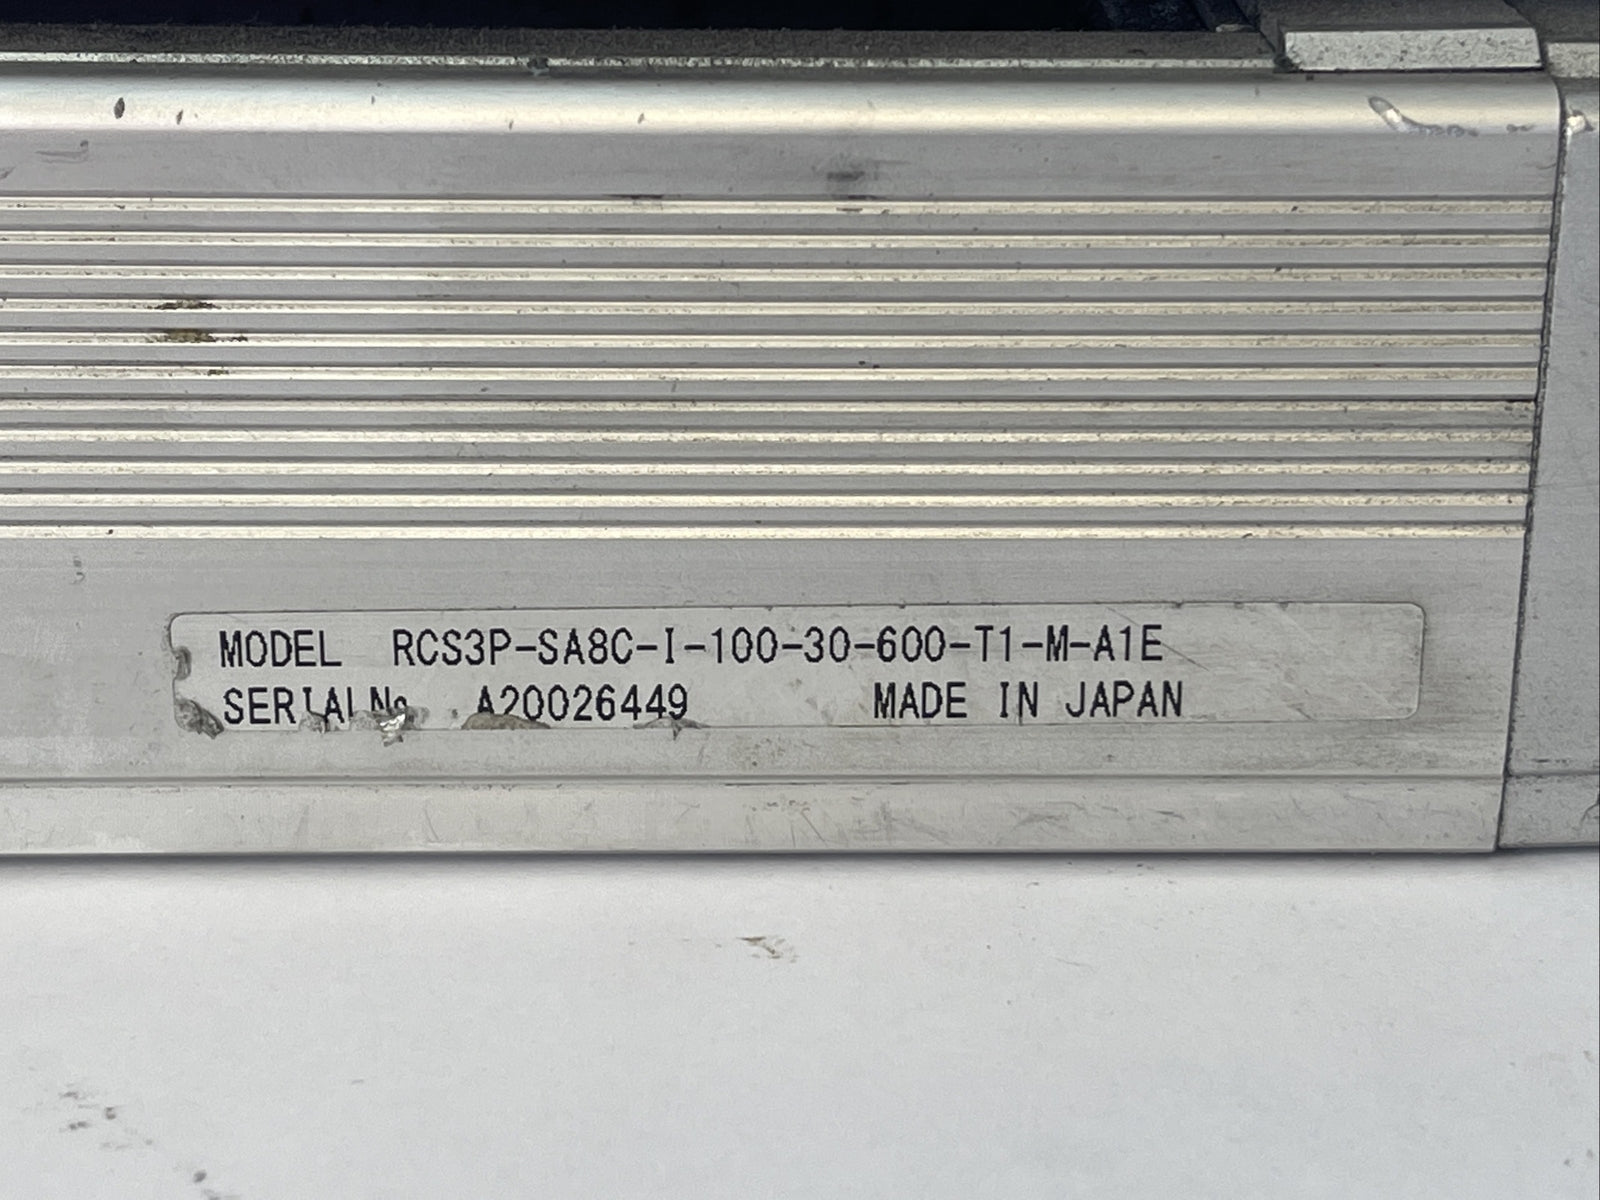 MODEL RCS3P-SA8C-I-100-30-600-T1-M-A1E
SERIAL No A20026449 MADE IN JAPAN